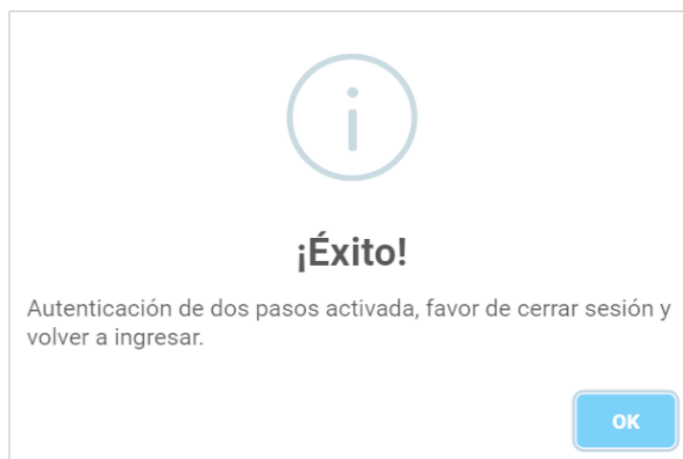 ¡Éxito!
Autenticación de dos pasos activada, favor de cerrar sesión y
volver a ingresar.
OK